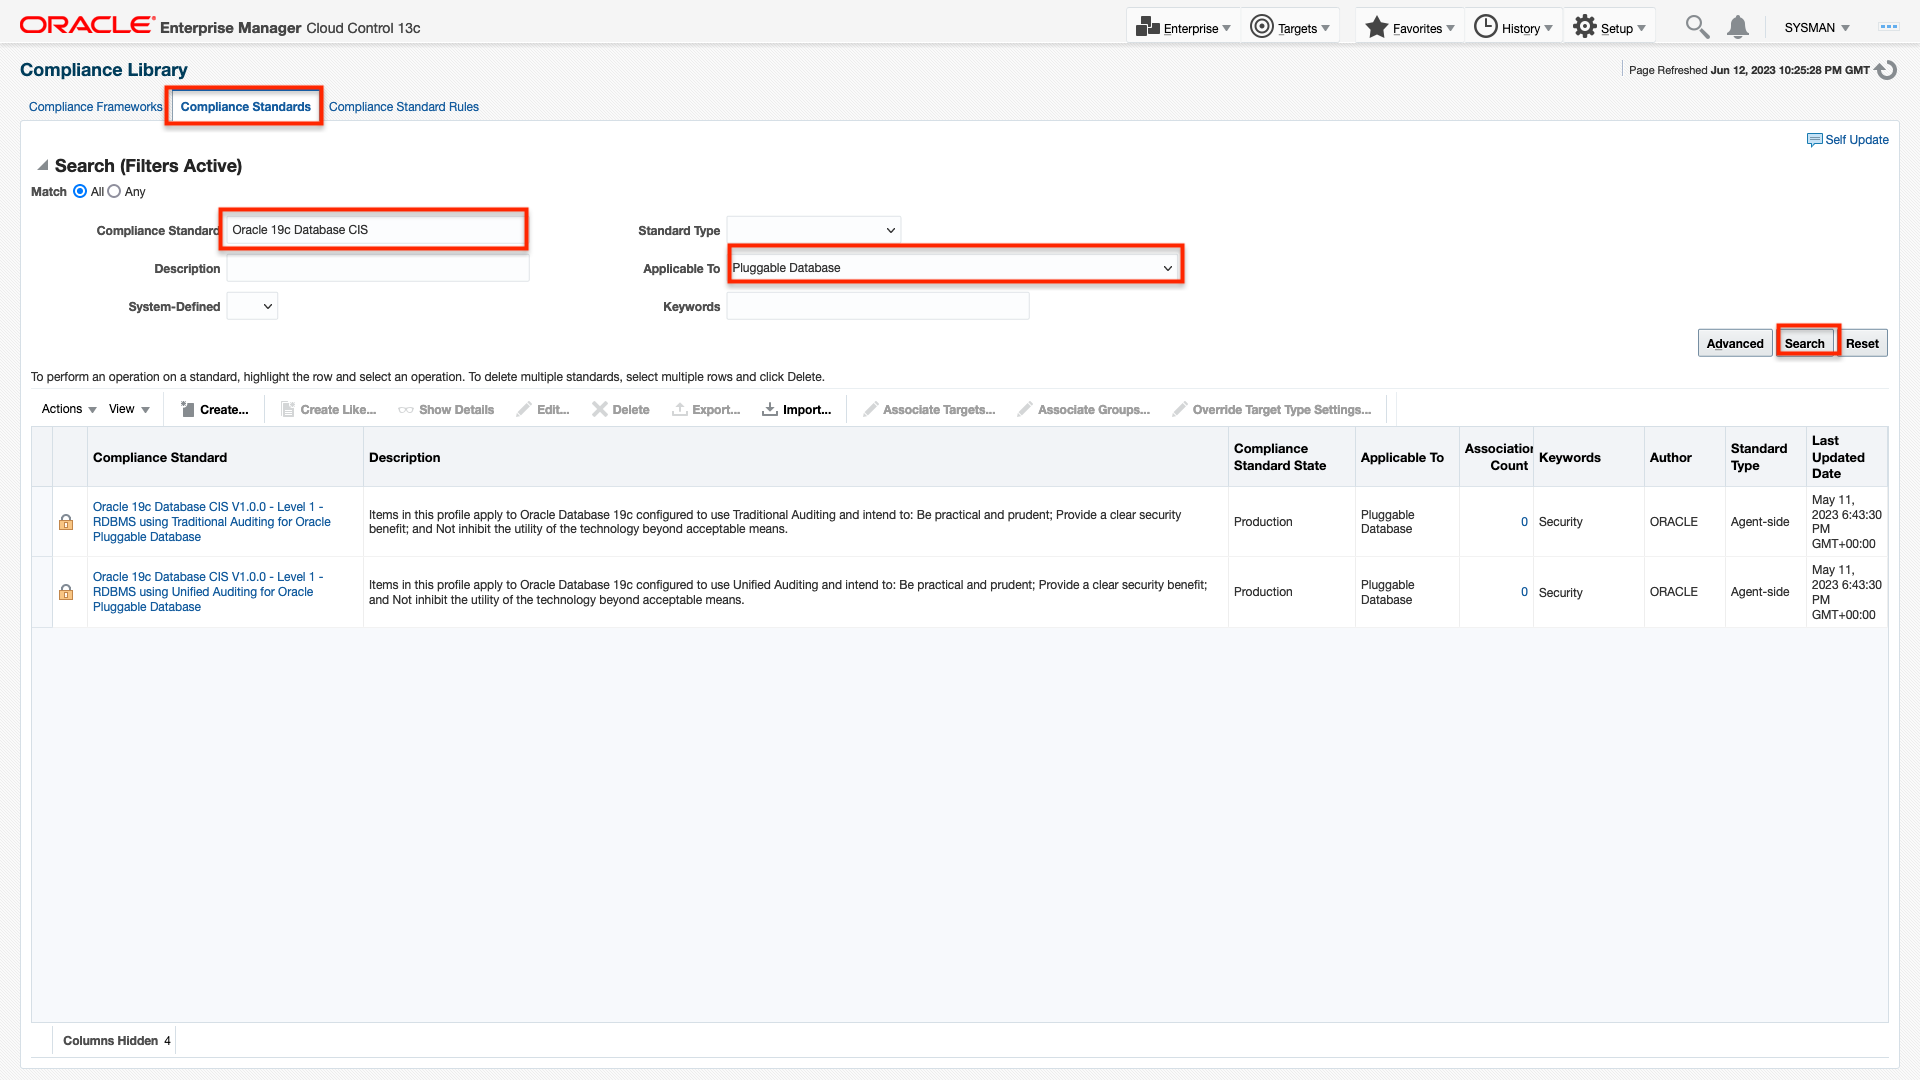 ORACLE Enterprise Manager Cloud Control 13c
Enterprise Targets Favorites History Setup SYSMAN
Compliance Library
Page Refreshed Jun 12, 2023 10:25:28 PM GMT
Compliance Frameworks Compliance Standards Compliance Standard Rules
Self Update
Search (Filters Active)
Match All Any
Compliance Standard Oracle 19c Database CIS Standard Type
Description Applicable To Pluggable Database
System-Defined Keywords
Advanced Search Reset
To perform an operation on a standard, highlight the row and select an operation. To delete multiple standards, select multiple rows and click Delete.
Actions View Create... Create Like... Show Details Edit... Delete Export... Import... Associate Targets... Associate Groups... Override Target Type Settings...
Compliance Standard
Description
Compliance
Standard State
Applicable To
Association
Count
Keywords
Author
Standard
Type
Last
Updated
Date
Oracle 19c Database CIS V1.0.0 - Level 1 -
RDBMS using Traditional Auditing for Oracle
Pluggable Database
Items in this profile apply to Oracle Database 19c configured to use Traditional Auditing and intend to: Be practical and prudent; Provide a clear security
benefit; and Not inhibit the utility of the technology beyond acceptable means.
Production
Pluggable
Database
0
Security
ORACLE
Agent-side
May 11,
2023 6:43:30
PM
GMT+00:00
Oracle 19c Database CIS V1.0.0 - Level 1 -
RDBMS using Unified Auditing for Oracle
Pluggable Database
Items in this profile apply to Oracle Database 19c configured to use Unified Auditing and intend to: Be practical and prudent; Provide a clear security benefit;
and Not inhibit the utility of the technology beyond acceptable means.
Production
Pluggable
Database
0
Security
ORACLE
Agent-side
May 11,
2023 6:43:30
PM
GMT+00:00
Columns Hidden 4